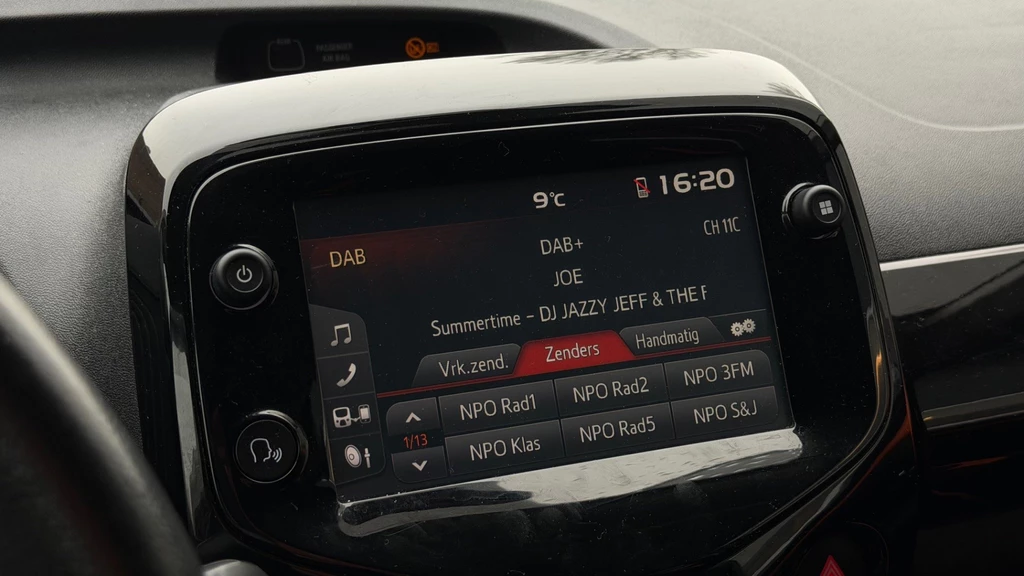 9°C
16:20
DAB
DAB+
CH 11C
JOE
Summertime - DJ JAZZY JEFF & THE F
Vrk.zend.
Zenders
Handmatig
NPO Rad1
NPO Rad2
NPO 3FM
1/13
NPO Klas
NPO Rad5
NPO S&J